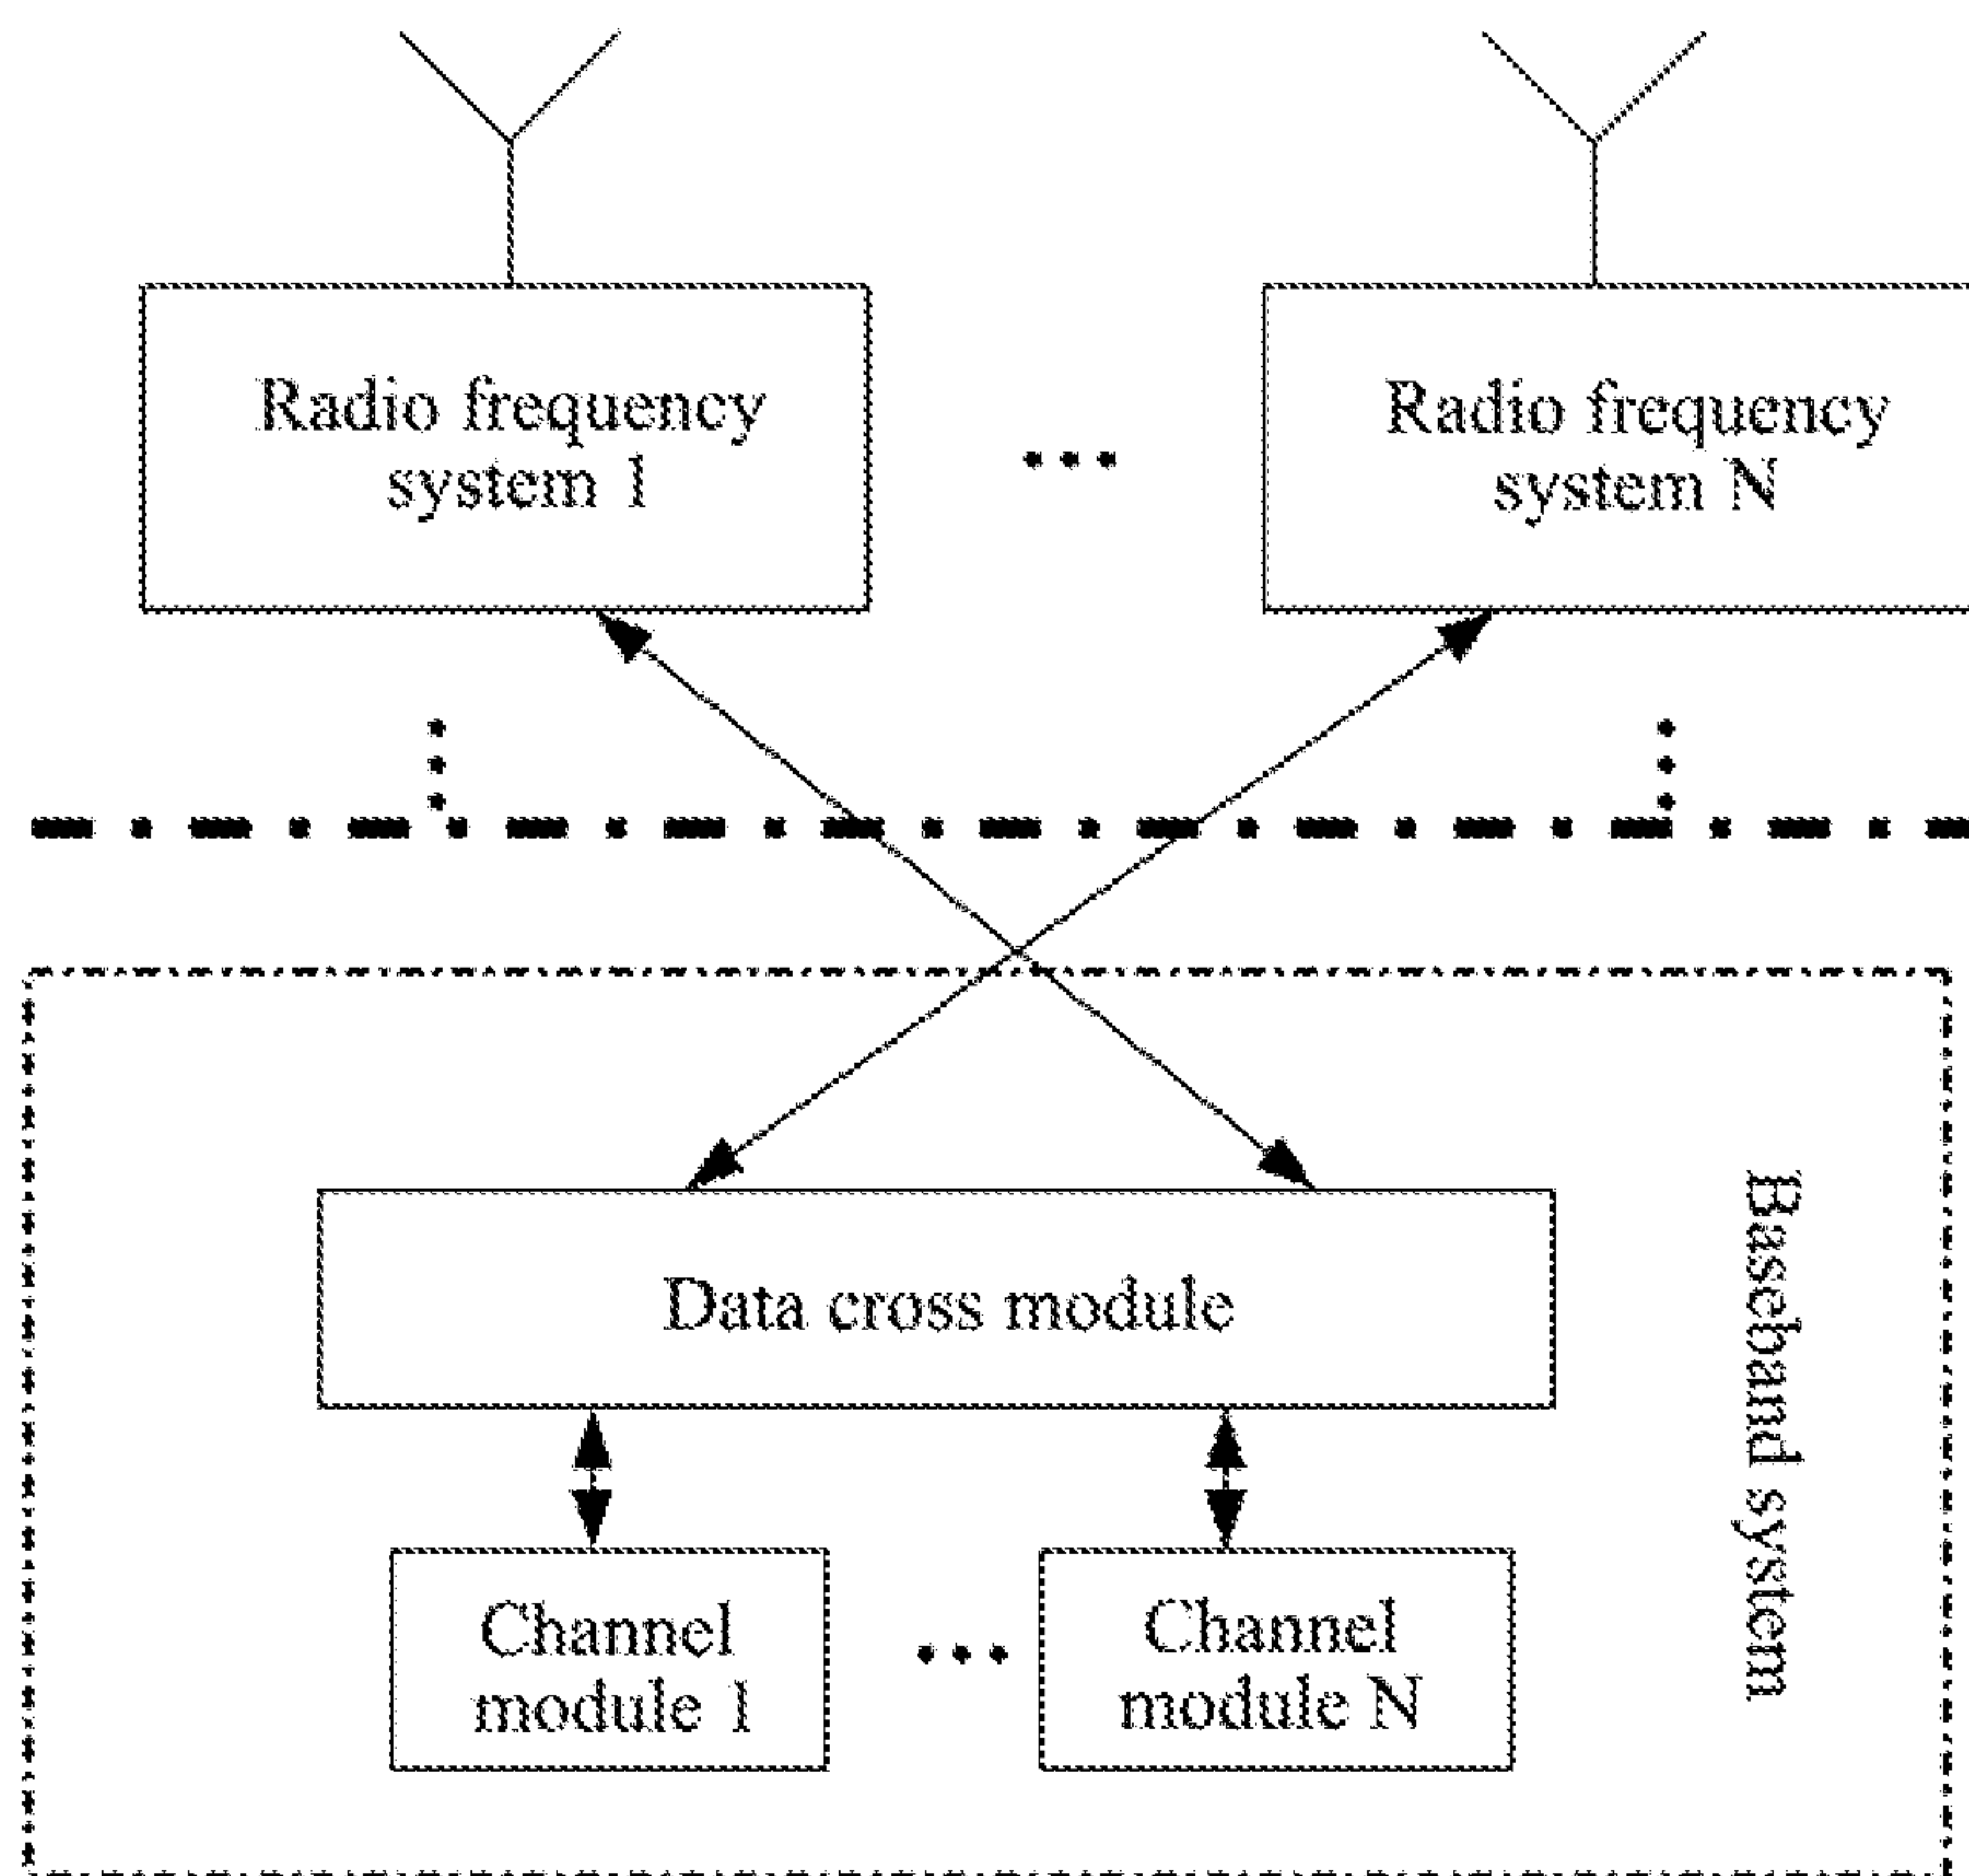 Radio frequency
system 1
...
Radio frequency
system N
Data cross module
Baseband system
Channel
module 1
...
Channel
module N